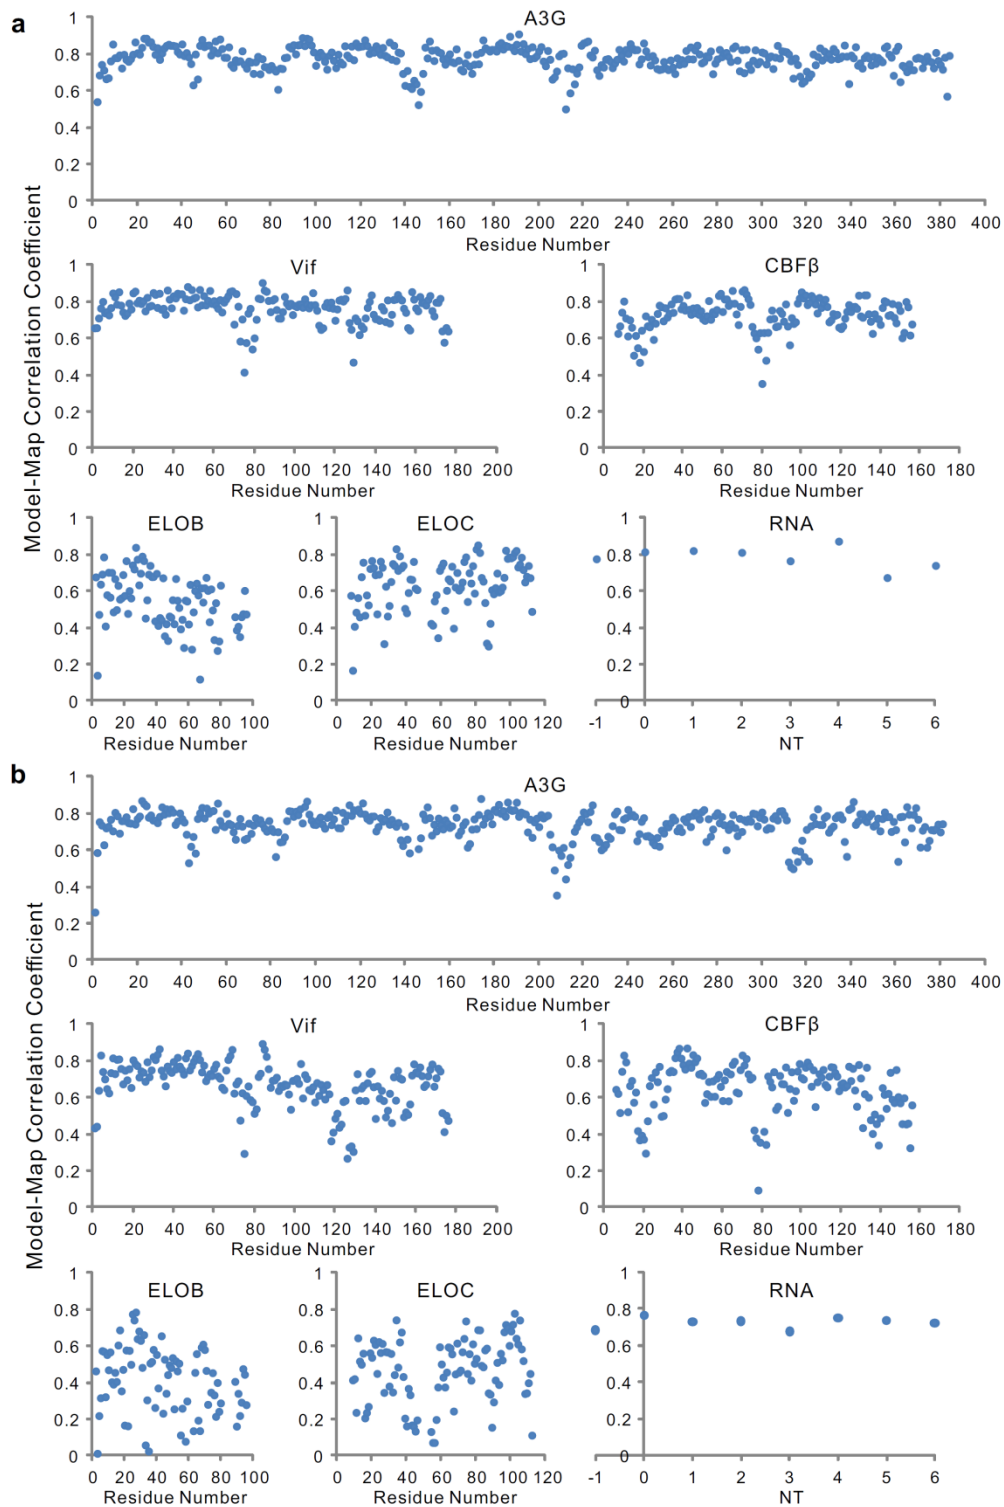 a
A3G
Model-Map Correlation Coefficient
1
0.8
0.6
0.4
0.2
0
0 20 40 60 80 100 120 140 160 180 200 220 240 260 280 300 320 340 360 380 400
Residue Number
Vif
1
0.8
0.6
0.4
0.2
0
0 20 40 60 80 100 120 140 160 180 200
Residue Number
CBFβ
1
0.8
0.6
0.4
0.2
0
0 20 40 60 80 100 120 140 160 180
Residue Number
ELOB
1
0.8
0.6
0.4
0.2
0
0 20 40 60 80 100
Residue Number
ELOC
1
0.8
0.6
0.4
0.2
0
0 20 40 60 80 100 120
Residue Number
RNA
1
0.8
0.6
0.4
0.2
0
-1 0 1 2 3 4 5 6
NT
b
A3G
Model-Map Correlation Coefficient
1
0.8
0.6
0.4
0.2
0
0 20 40 60 80 100 120 140 160 180 200 220 240 260 280 300 320 340 360 380 400
Residue Number
Vif
1
0.8
0.6
0.4
0.2
0
0 20 40 60 80 100 120 140 160 180 200
Residue Number
CBFβ
1
0.8
0.6
0.4
0.2
0
0 20 40 60 80 100 120 140 160 180
Residue Number
ELOB
1
0.8
0.6
0.4
0.2
0
0 20 40 60 80 100
Residue Number
ELOC
1
0.8
0.6
0.4
0.2
0
0 20 40 60 80 100 120
Residue Number
RNA
1
0.8
0.6
0.4
0.2
0
-1 0 1 2 3 4 5 6
NT